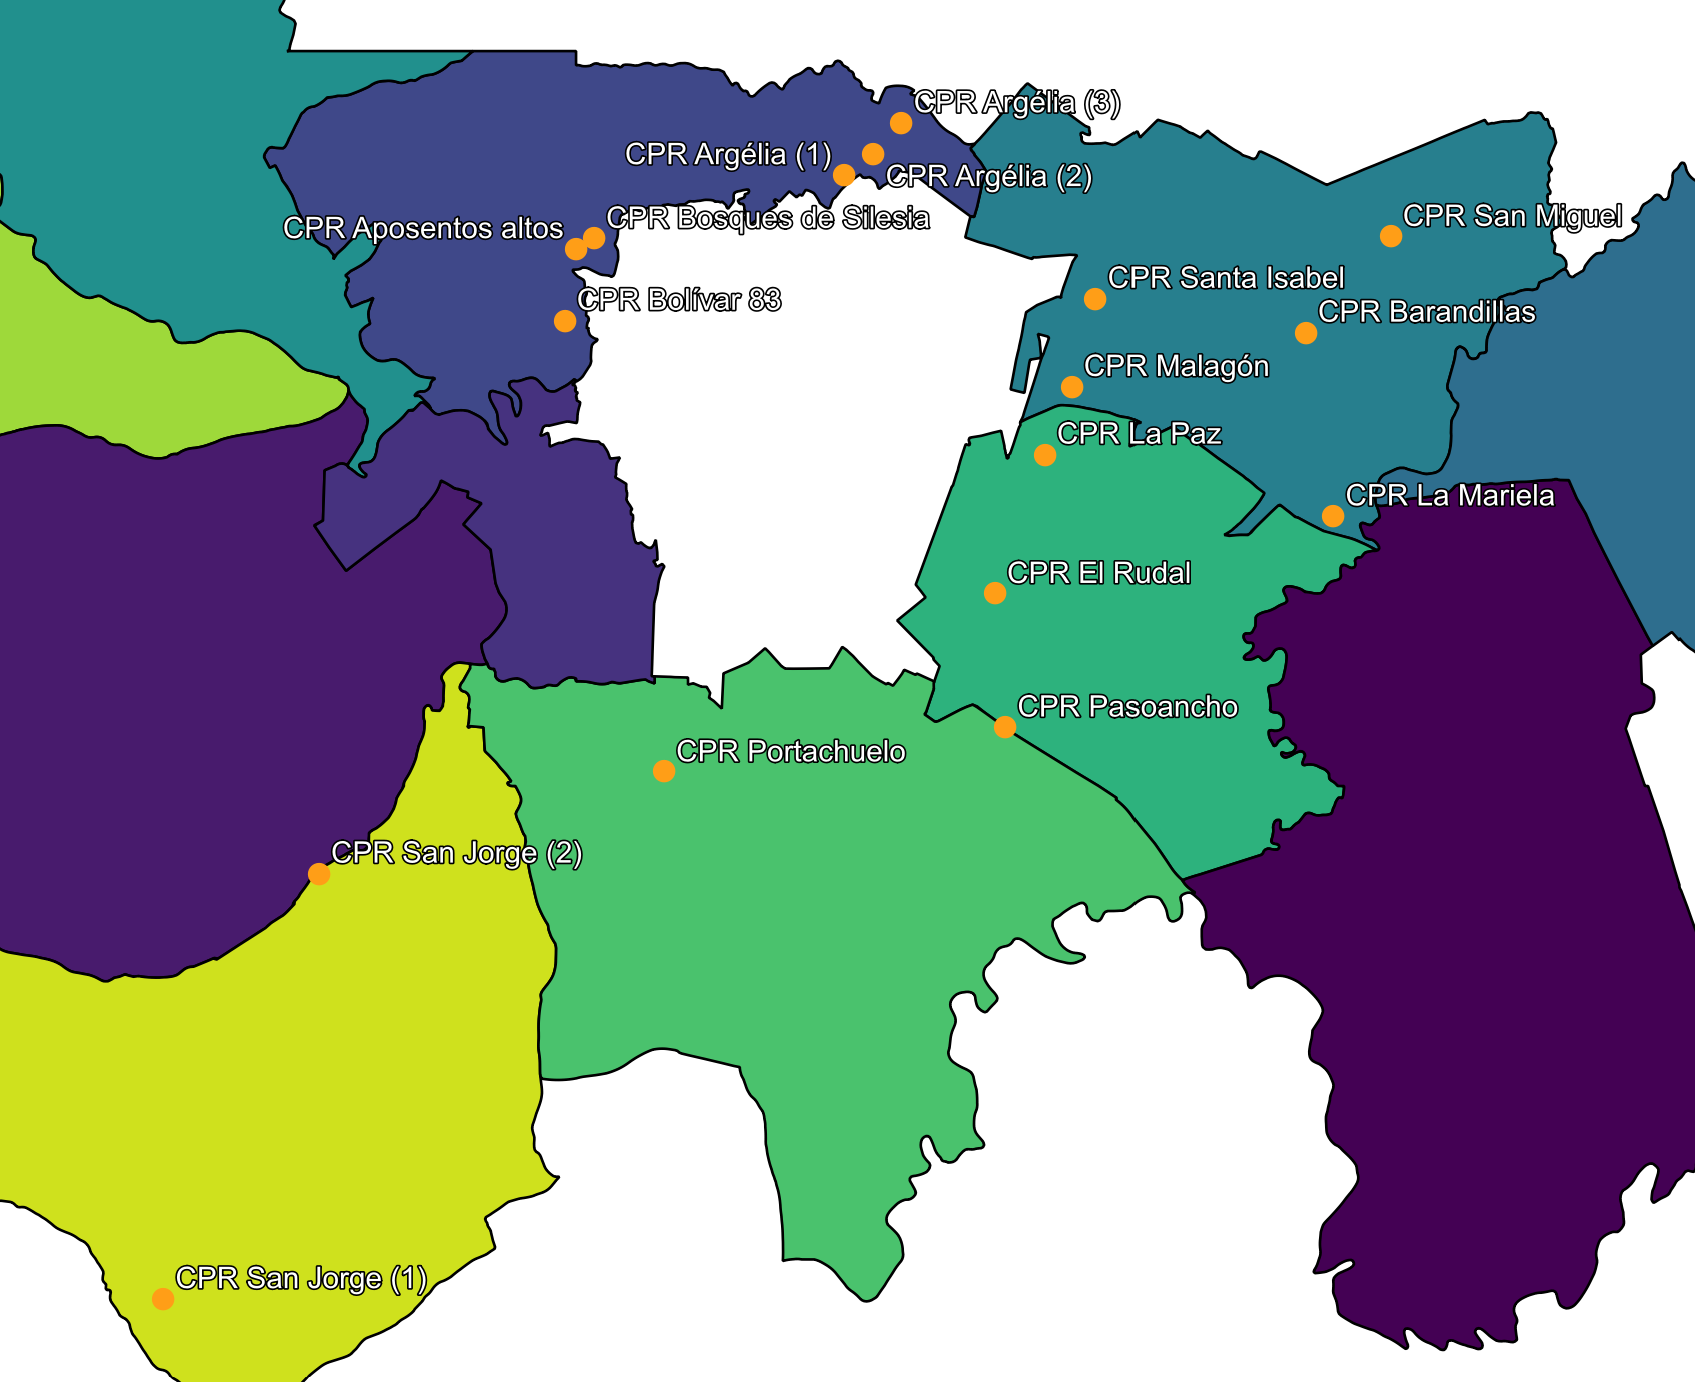 CPR Argélia (3)
CPR Argélia (1)
CPR Argélia (2)
CPR Bosques de Silesia
CPR San Miguel
CPR Aposentos altos
CPR Santa Isabel
CPR Bolívar 83
CPR Barandillas
CPR Malagón
CPR La Paz
CPR La Mariela
CPR El Rudal
CPR Pasoancho
CPR Portachuelo
CPR San Jorge (2)
CPR San Jorge (1)